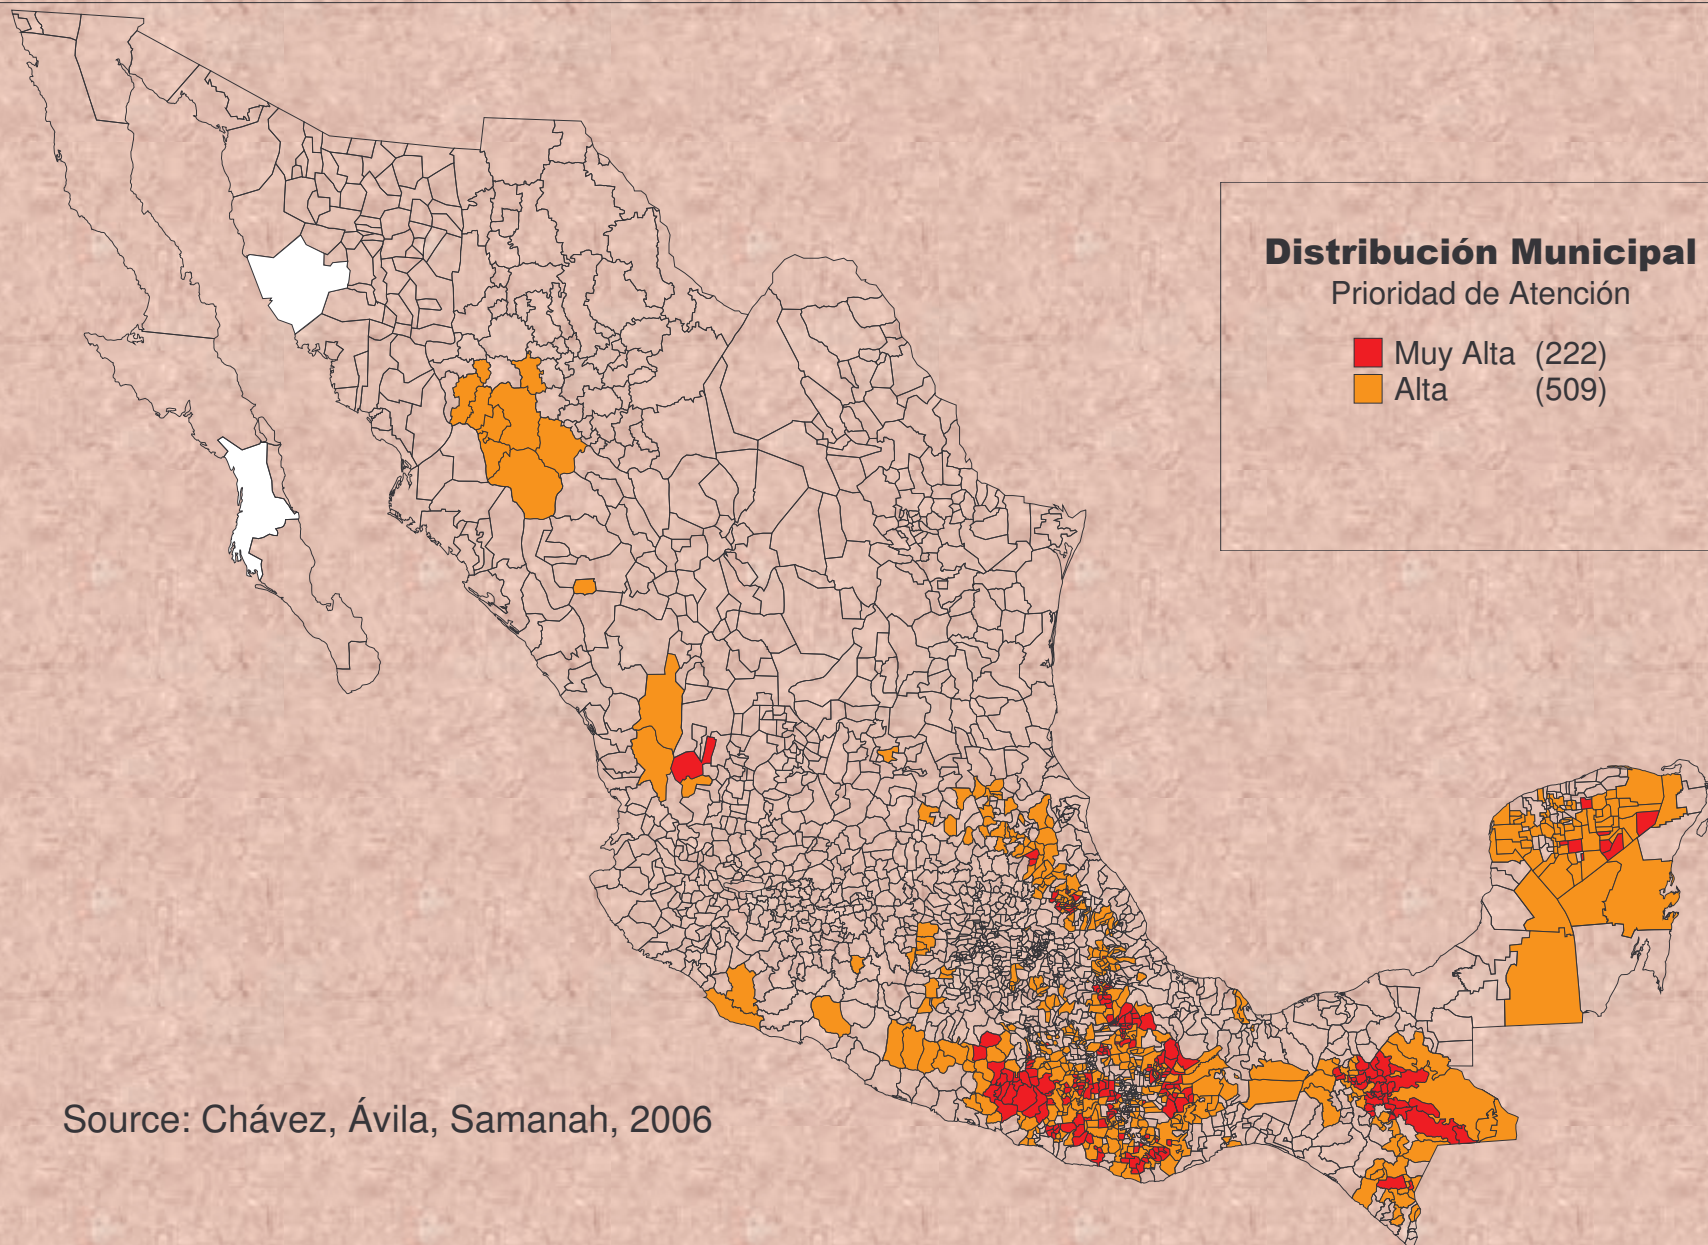 Distribución Municipal
Prioridad de Atención
Muy Alta (222)
Alta (509)
Source: Chávez, Ávila, Samanah, 2006